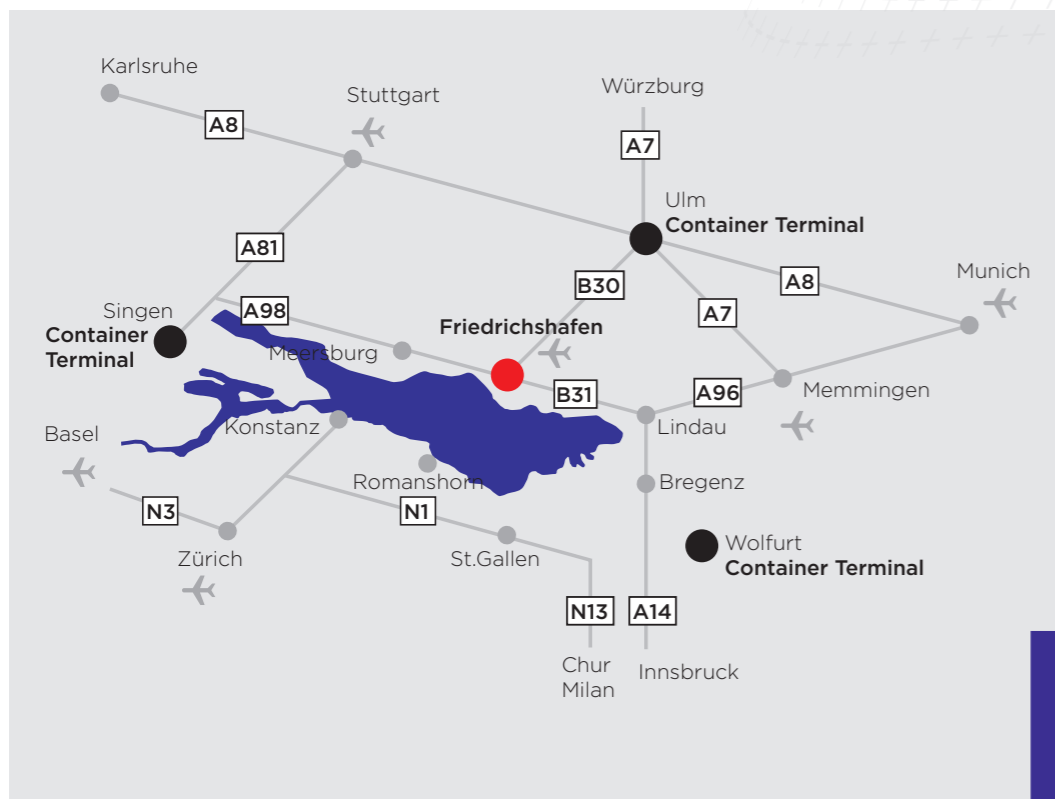 Karlsruhe
Stuttgart
Würzburg
A8
A7
Ulm
Container Terminal
A81
B30
A8
Munich
Singen
Container
Terminal
A98
A7
Friedrichshafen
Meersburg
B31
A96
Memmingen
Konstanz
Lindau
Basel
Romanshorn
Bregenz
N3
N1
Zürich
St.Gallen
Wolfurt
Container Terminal
N13
A14
Chur
Milan
Innsbruck